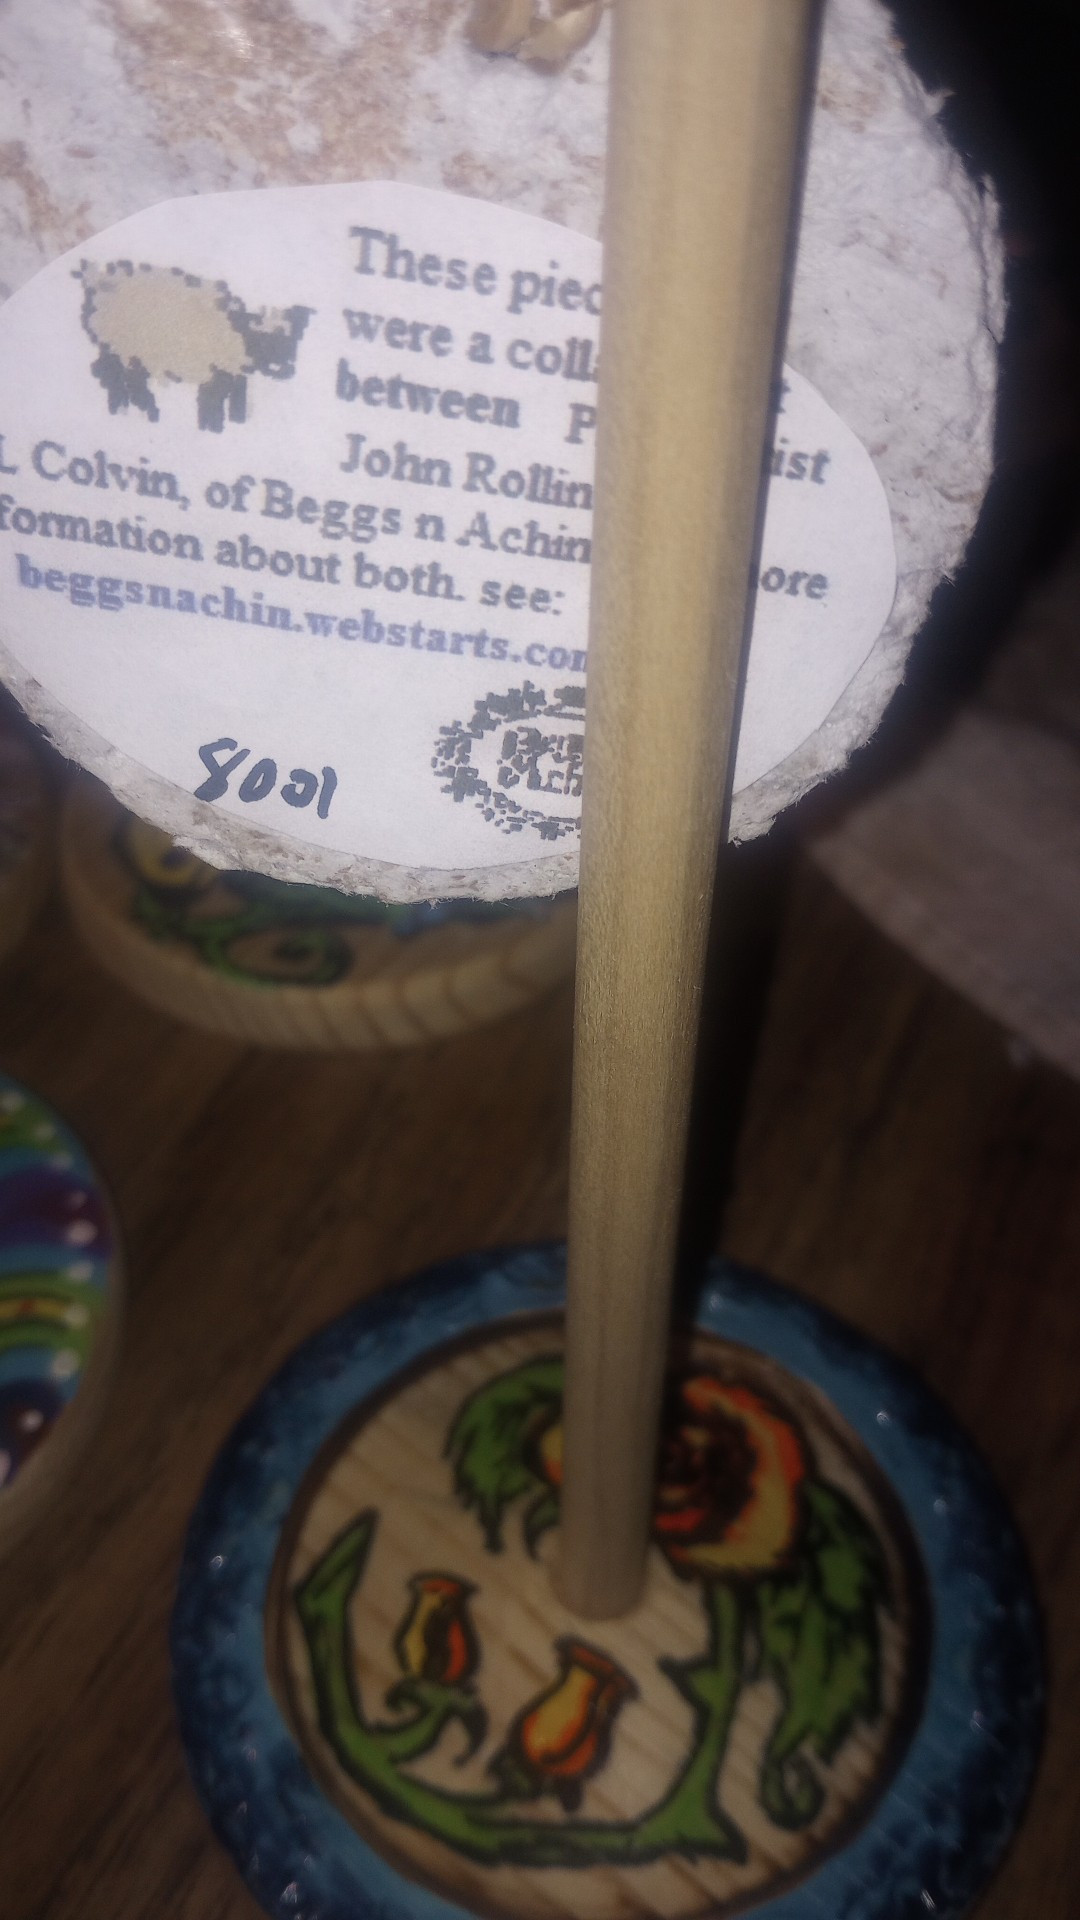 These piec
were a coll
between P
John Rollin ist
L Colvin, of Beggs n Achin ore
formation about both. see:
beggsnachin.webstarts.com
8001